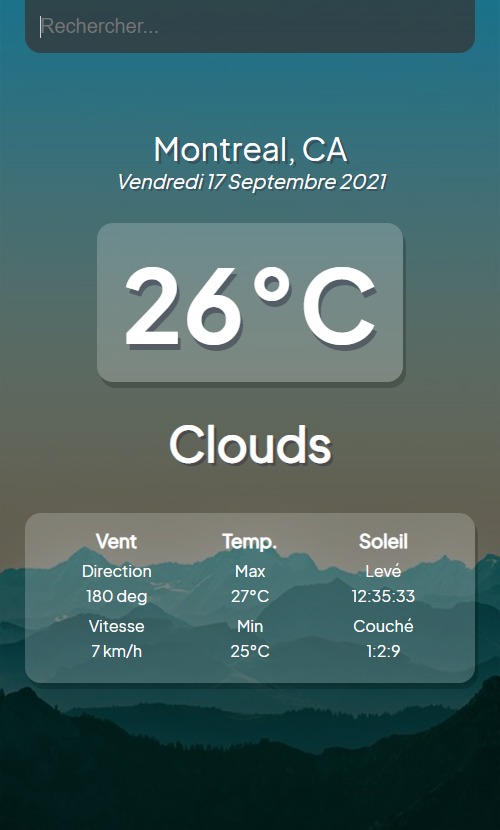 Rechercher...
Montreal, CA
Vendredi 17 Septembre 2021
26°C
Clouds
Vent Temp. Soleil
Direction Max Levé
180 deg 27°C 12:35:33
Vitesse Min Couché
7 km/h 25°C 1:2:9